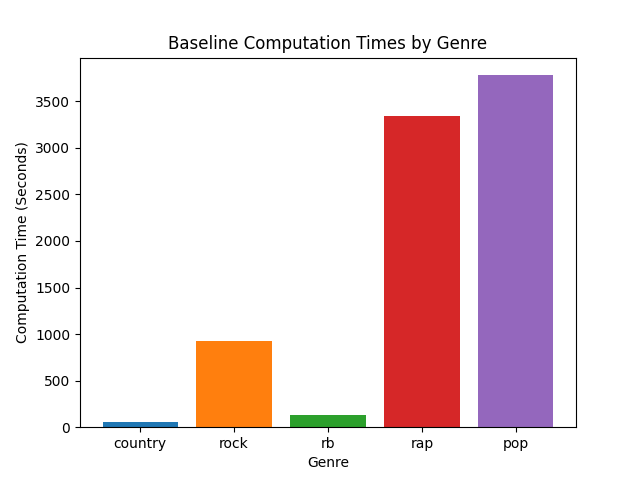 Baseline Computation Times by Genre
Computation Time (Seconds)
3500
3000
2500
2000
1500
1000
500
0
country rock rb rap pop
Genre